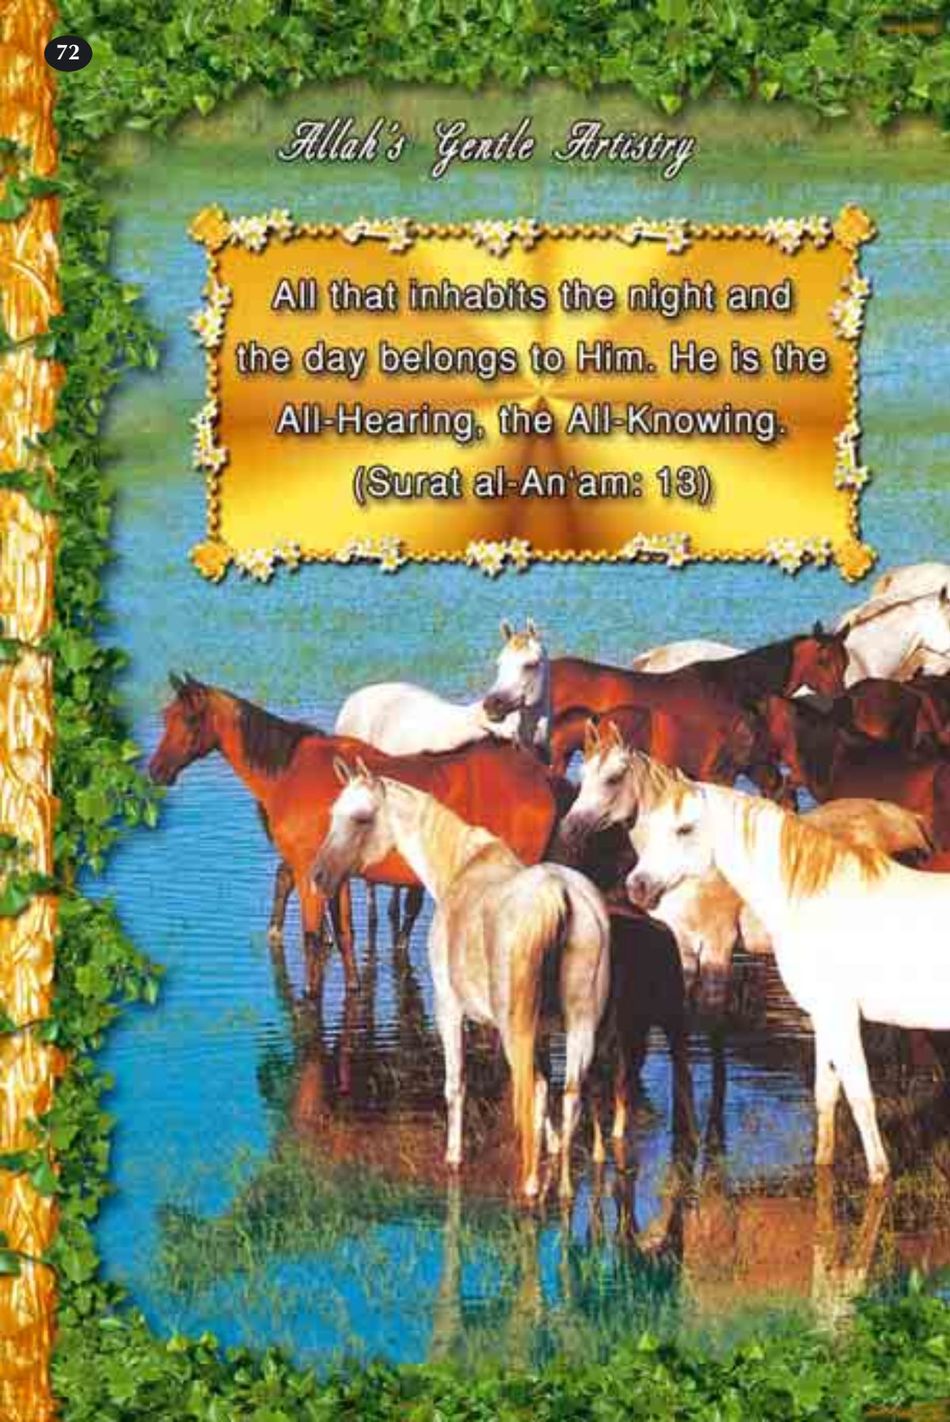 72
Allah's Gentle Artistry
All that inhabits the night and
the day belongs to Him. He is the
All-Hearing, the All-Knowing.
(Surat al-An‘am: 13)